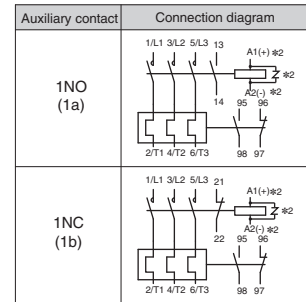 Auxiliary contact Connection diagram
1NO
(1a)
1/L1 3/L2 5/L3 13
A1(+) *2
*2
A2(-) *2
14 95 96
2/T1 4/T2 6/T3 98 97
1NC
(1b)
1/L1 3/L2 5/L3 21
A1(+) *2
*2
A2(-) *2
22 95 96
2/T1 4/T2 6/T3 98 97